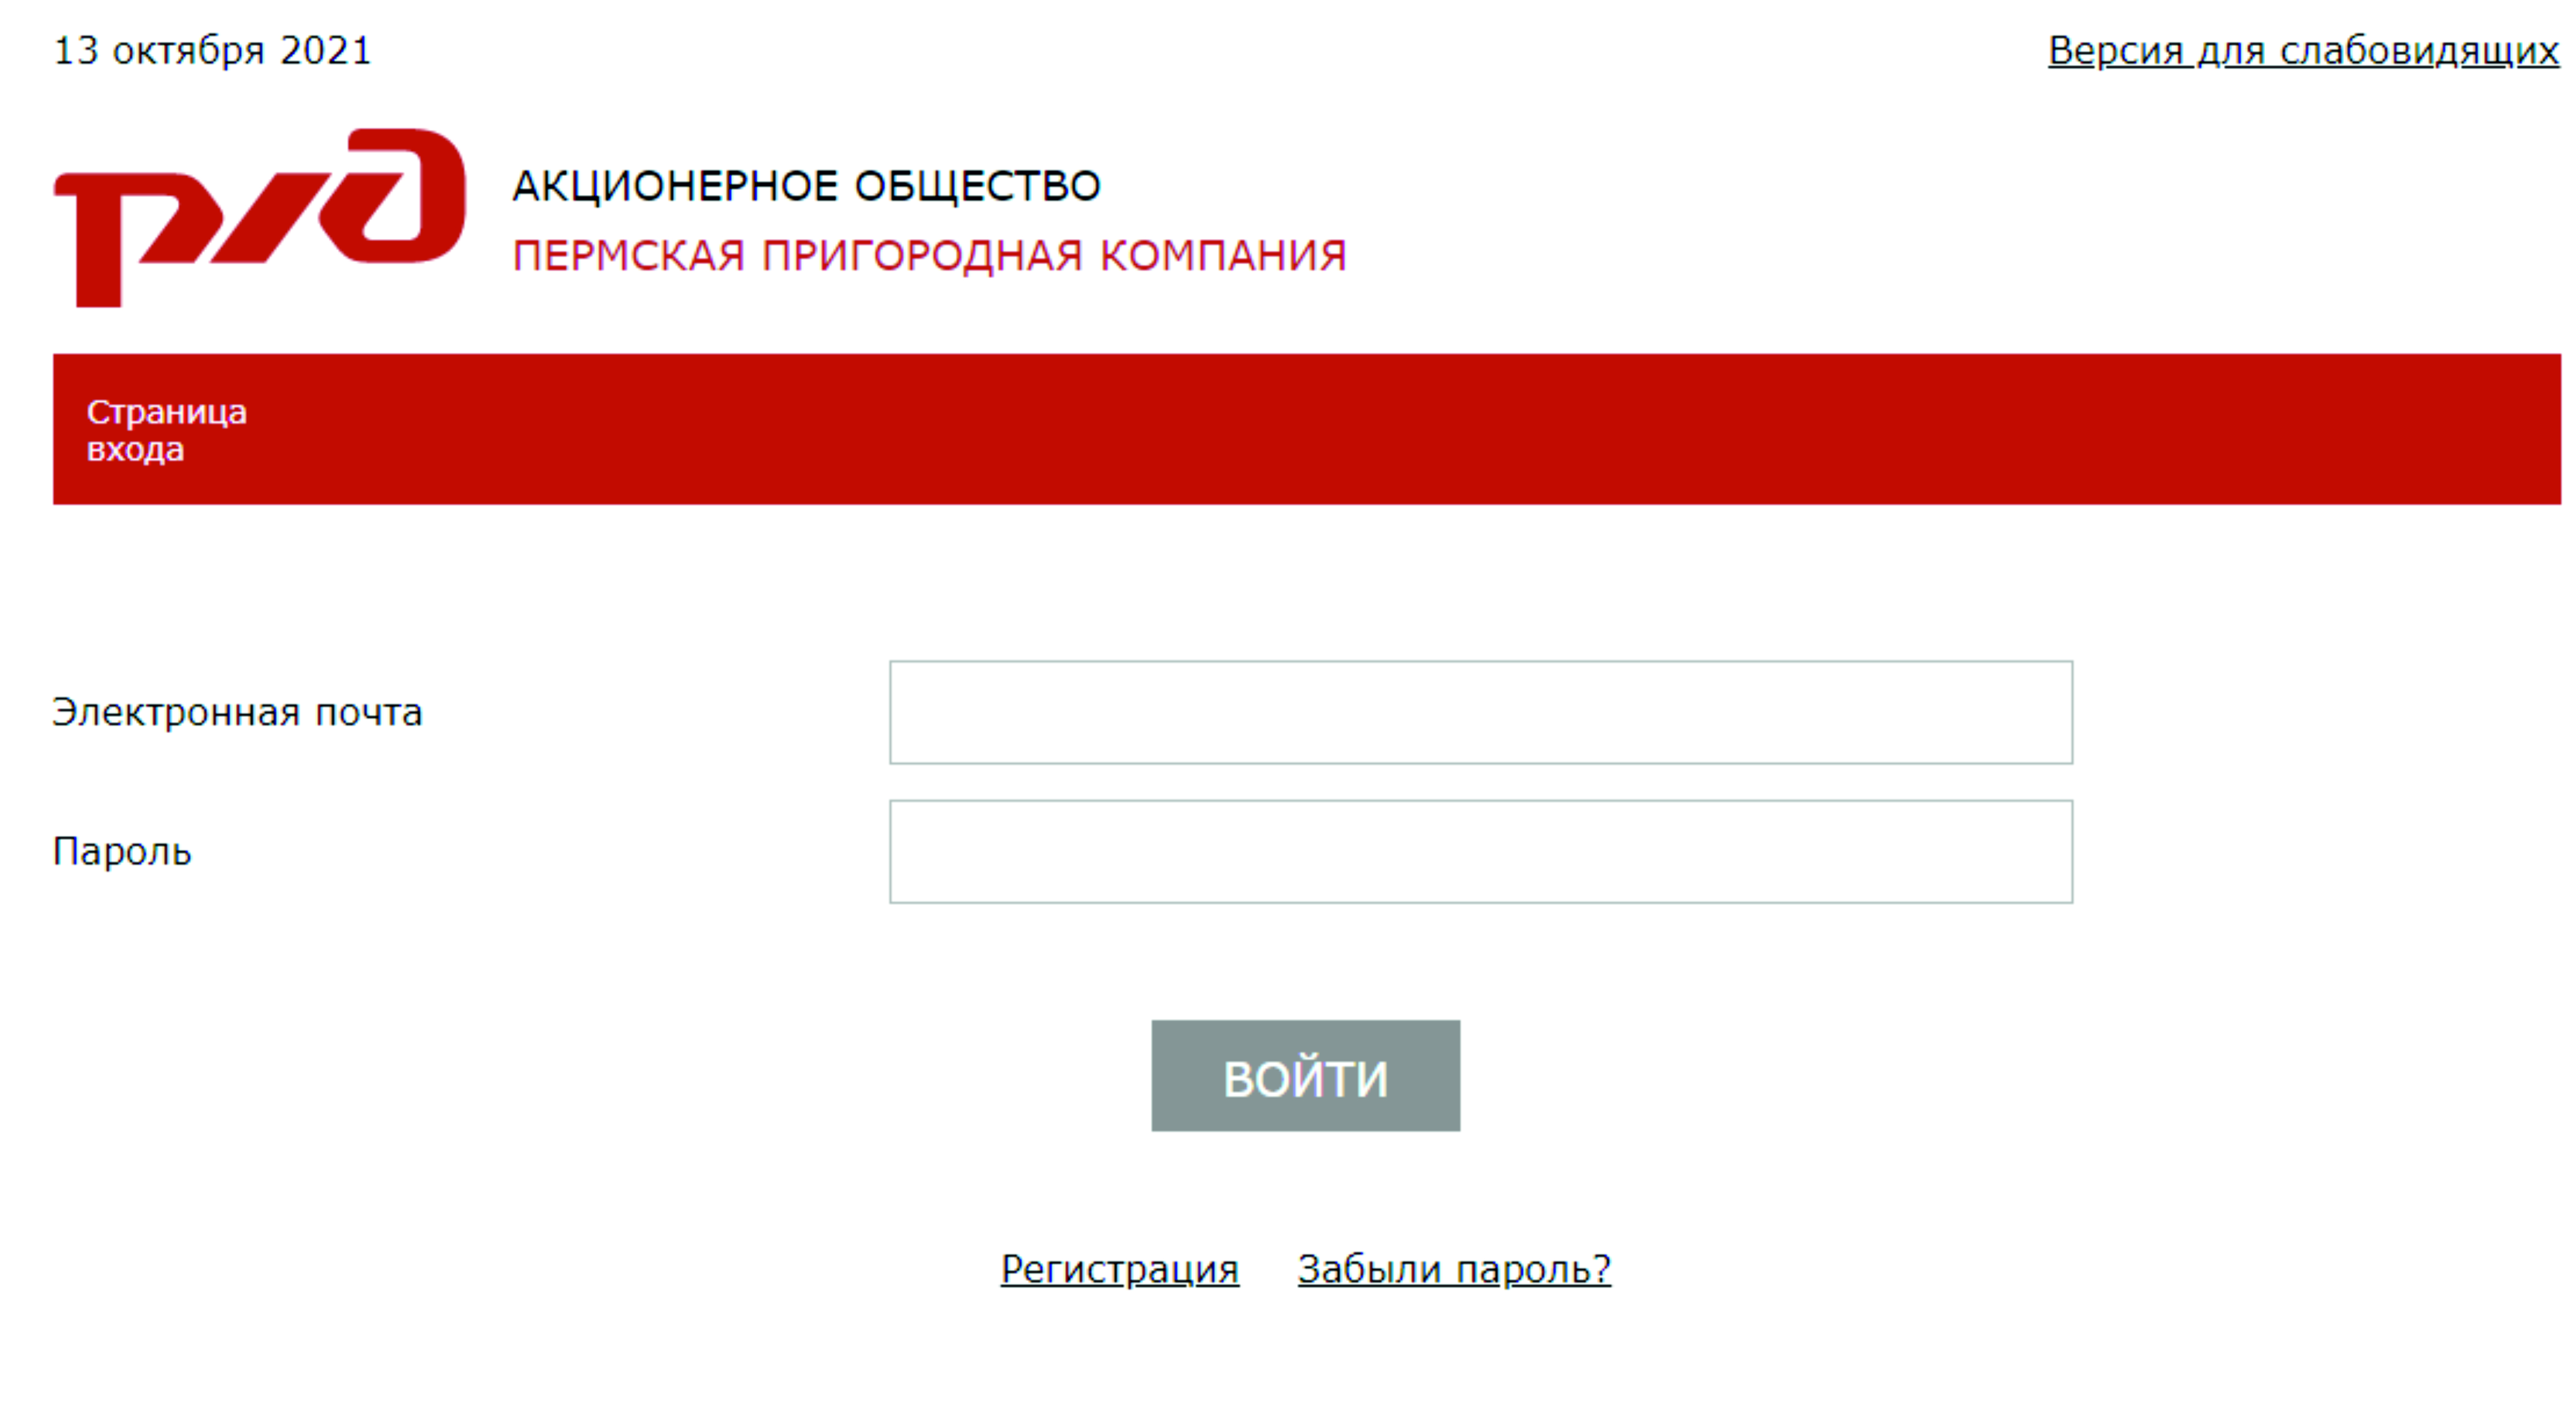 13 октября 2021
Версия для слабовидящих
ржд
АКЦИОНЕРНОЕ ОБЩЕСТВО
ПЕРМСКАЯ ПРИГОРОДНАЯ КОМПАНИЯ
Страница
входа
Электронная почта
Пароль
ВОЙТИ
Регистрация Забыли пароль?